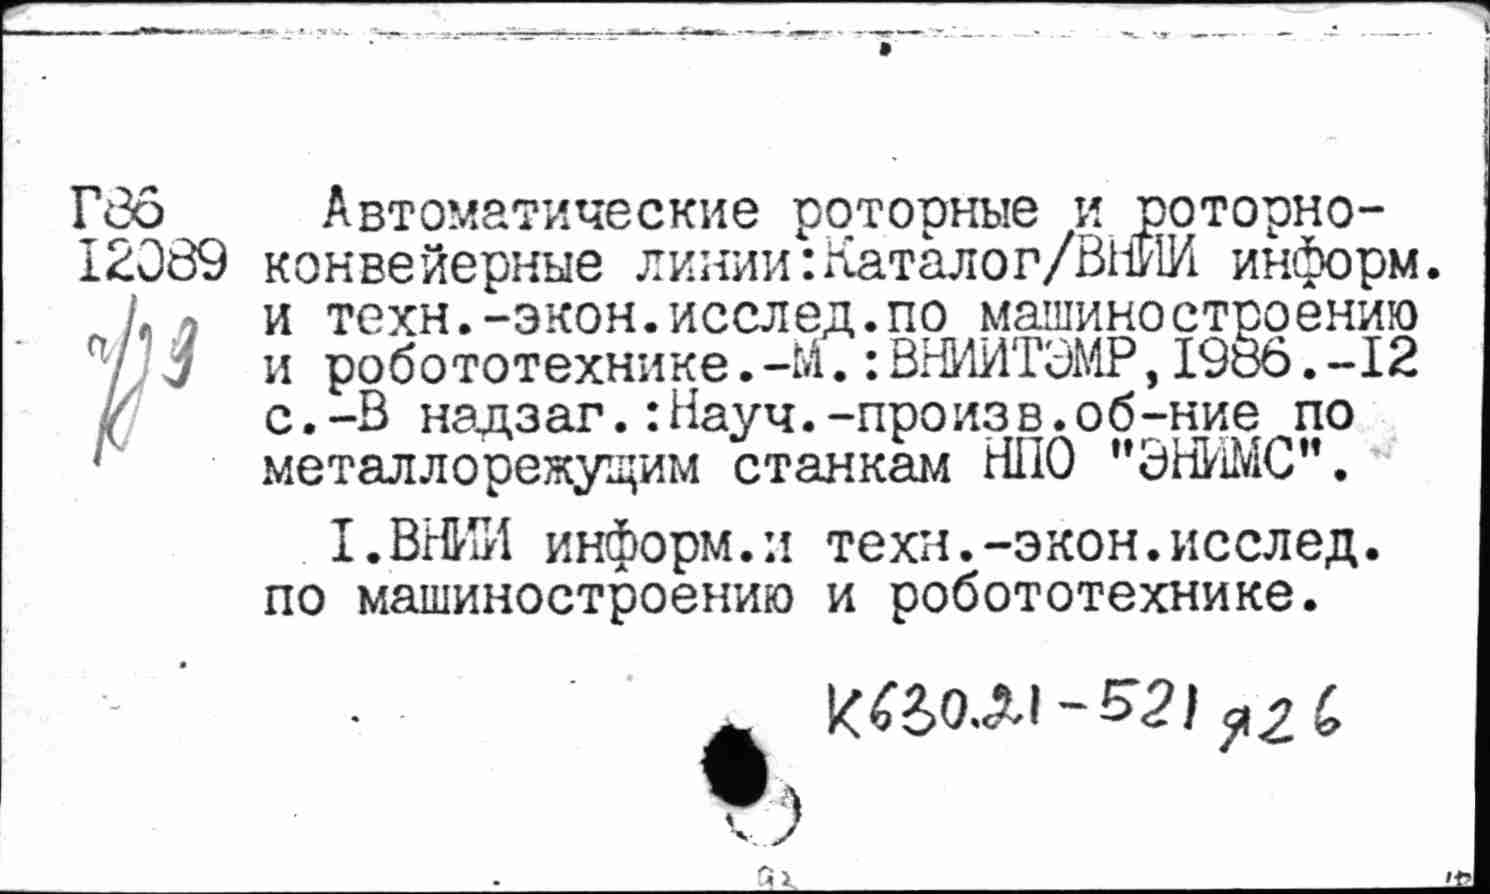 Г86 Автоматические роторные и роторно-
12089 конвейерные линии:Каталог/ВНИИ информ.
и техн.-экон.исслед.по машиностроению
и робототехнике.-М.:ВНИИТЭМР,1986.-12
с.-В надзаг.:Науч.-произв.об-ние по
металлорежущим станкам НПО "ЭНИМС".
I.ВНИИ информ.и техн.-экон.исслед.
по машиностроению и робототехнике.
К630.21-521 я26